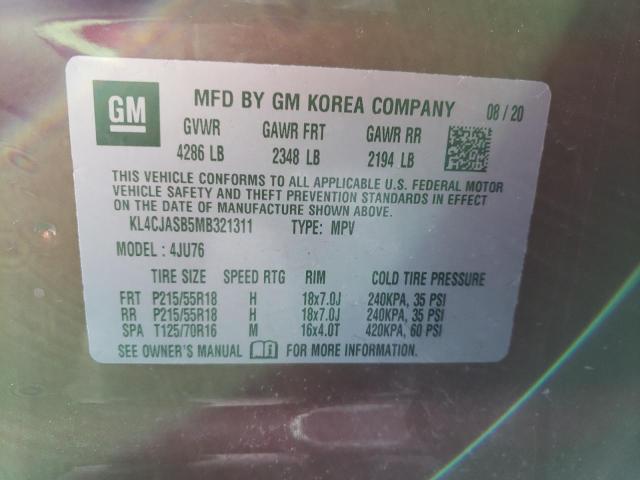 GM
MFD BY GM KOREA COMPANY 08 / 20
GVWR GAWR FRT GAWR RR
4286 LB 2348 LB 2194 LB
THIS VEHICLE CONFORMS TO ALL APPLICABLE U.S. FEDERAL MOTOR
VEHICLE SAFETY AND THEFT PREVENTION STANDARDS IN EFFECT
ON THE DATE OF MANUFACTURE SHOWN ABOVE.
KL4CJASB5MB321311 TYPE: MPV
MODEL : 4JU76
TIRE SIZE SPEED RTG RIM COLD TIRE PRESSURE
FRT P215/55R18 H 18x7.0J 240KPA, 35 PSI
RR P215/55R18 H 18x7.0J 240KPA, 35 PSI
SPA T125/70R16 M 16x4.0T 420KPA, 60 PSI
SEE OWNER'S MANUAL FOR MORE INFORMATION.